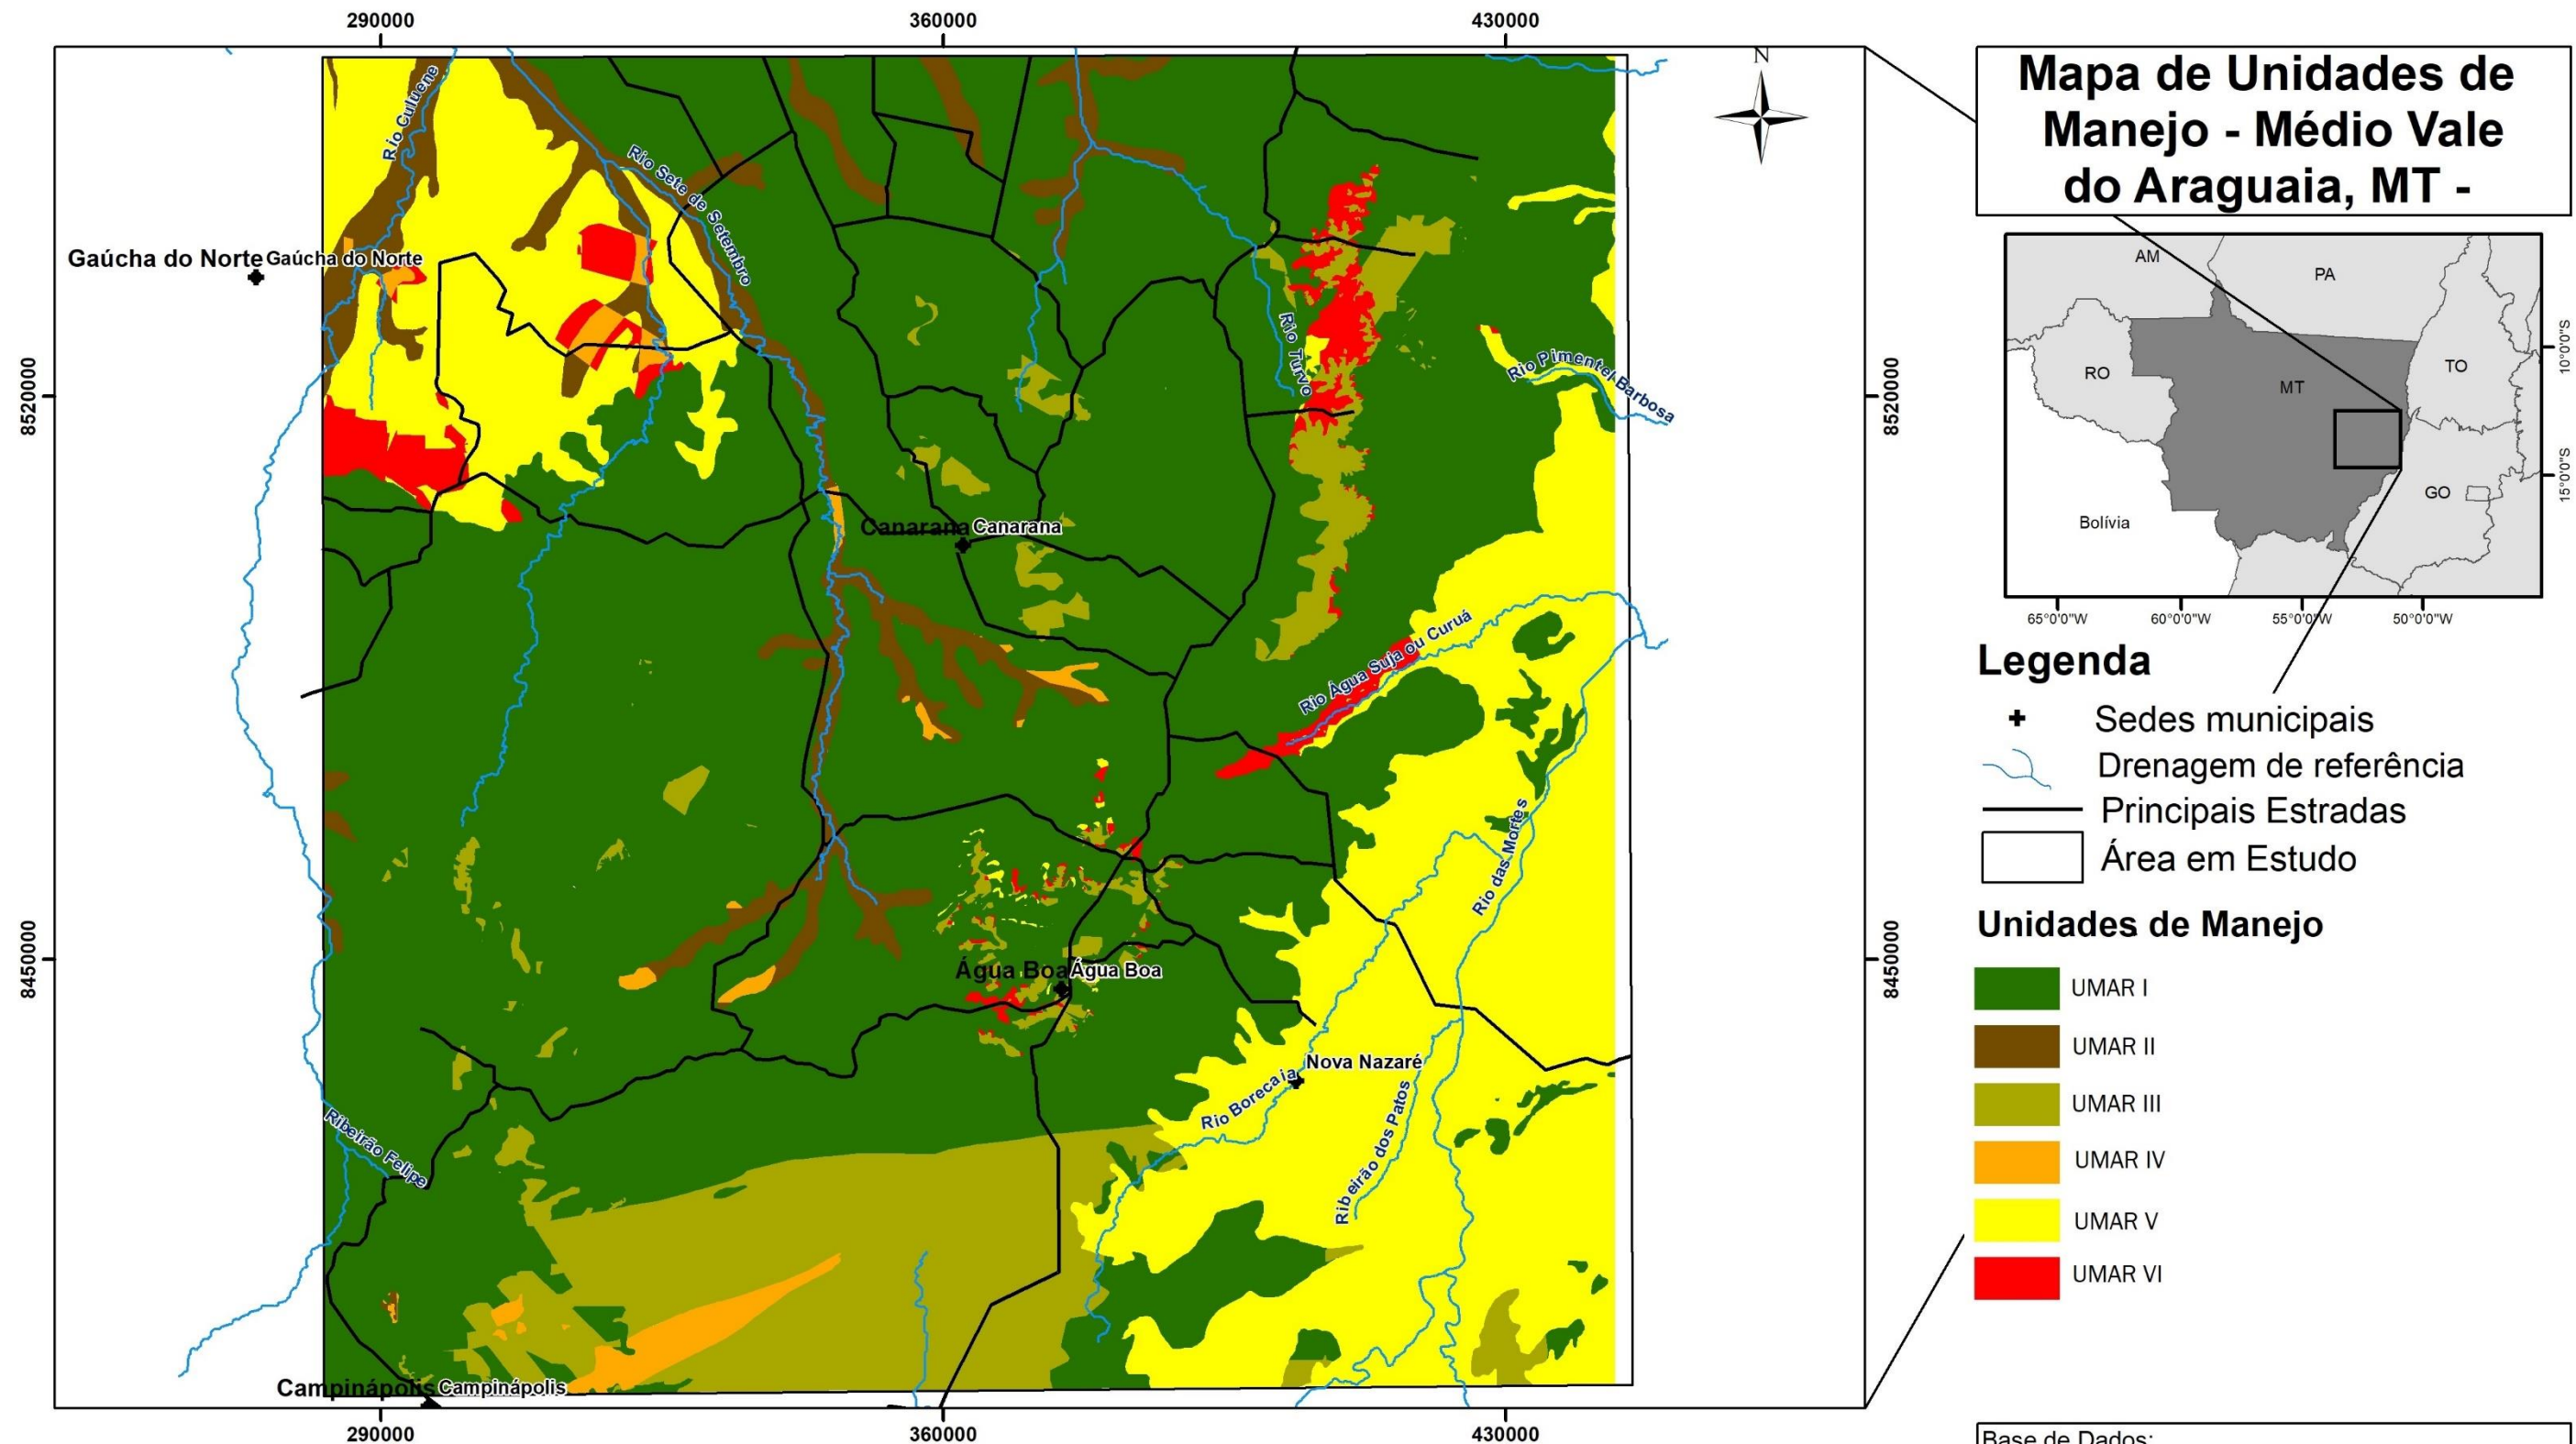 290000
360000
430000
N
Mapa de Unidades de
Manejo - Médio Vale
do Araguaia, MT -
Rio Culuene
Rio Sete de Setembro
Gaúcha do Norte
Gaúcha do Norte
8520000
8520000
Rio Turvo
Rio Pimentel Barbosa
Canarana
Canarana
Rio Água Suja ou Curuá
Rio das Mortes
8450000
8450000
Água Boa
Água Boa
Nova Nazaré
Rio Borecaia
Ribeirão dos Patos
Ribeirão Felipe
Campinápolis
Campinápolis
290000
360000
430000
AM
PA
RO
MT
TO
GO
Bolívia
10°0'0"S
15°0'0"S
65°0'0"W
60°0'0"W
55°0'0"W
50°0'0"W
Legenda
Sedes municipais
Drenagem de referência
Principais Estradas
Área em Estudo
Unidades de Manejo
UMAR I
UMAR II
UMAR III
UMAR IV
UMAR V
UMAR VI
Base de Dados: